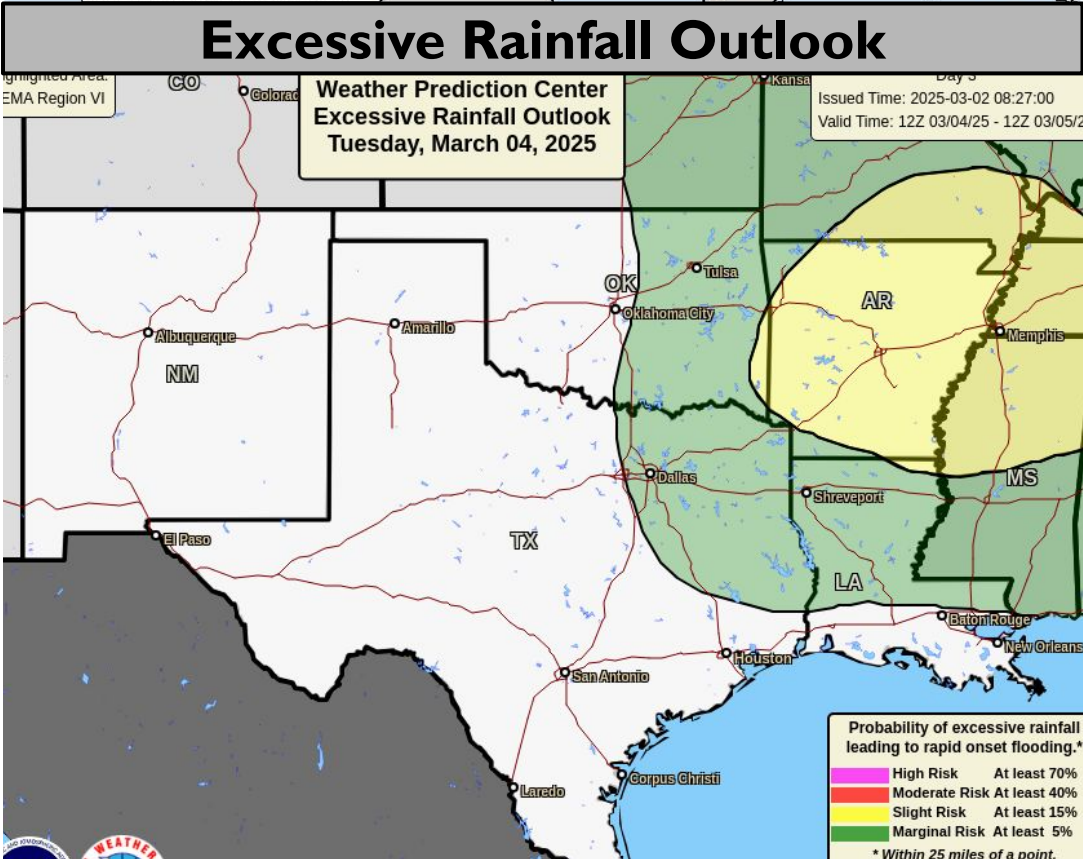 Excessive Rainfall Outlook
Area:
EMA Region VI
Weather Prediction Center
Excessive Rainfall Outlook
Tuesday, March 04, 2025
Day 3
Issued Time: 2025-03-02 08:27:00
Valid Time: 12Z 03/04/25 - 12Z 03/05/2
CO
Colorad
Kansa
OK
Tulsa
Oklahoma City
AR
Memphis
Albuquerque
Amarillo
NM
Dallas
Shreveport
MS
El Paso
TX
LA
Baton Rouge
New Orleans
Houston
San Antonio
Corpus Christi
Laredo
Probability of excessive rainfall
leading to rapid onset flooding.*
High Risk At least 70%
Moderate Risk At least 40%
Slight Risk At least 15%
Marginal Risk At least 5%
* Within 25 miles of a point.
WEATHER